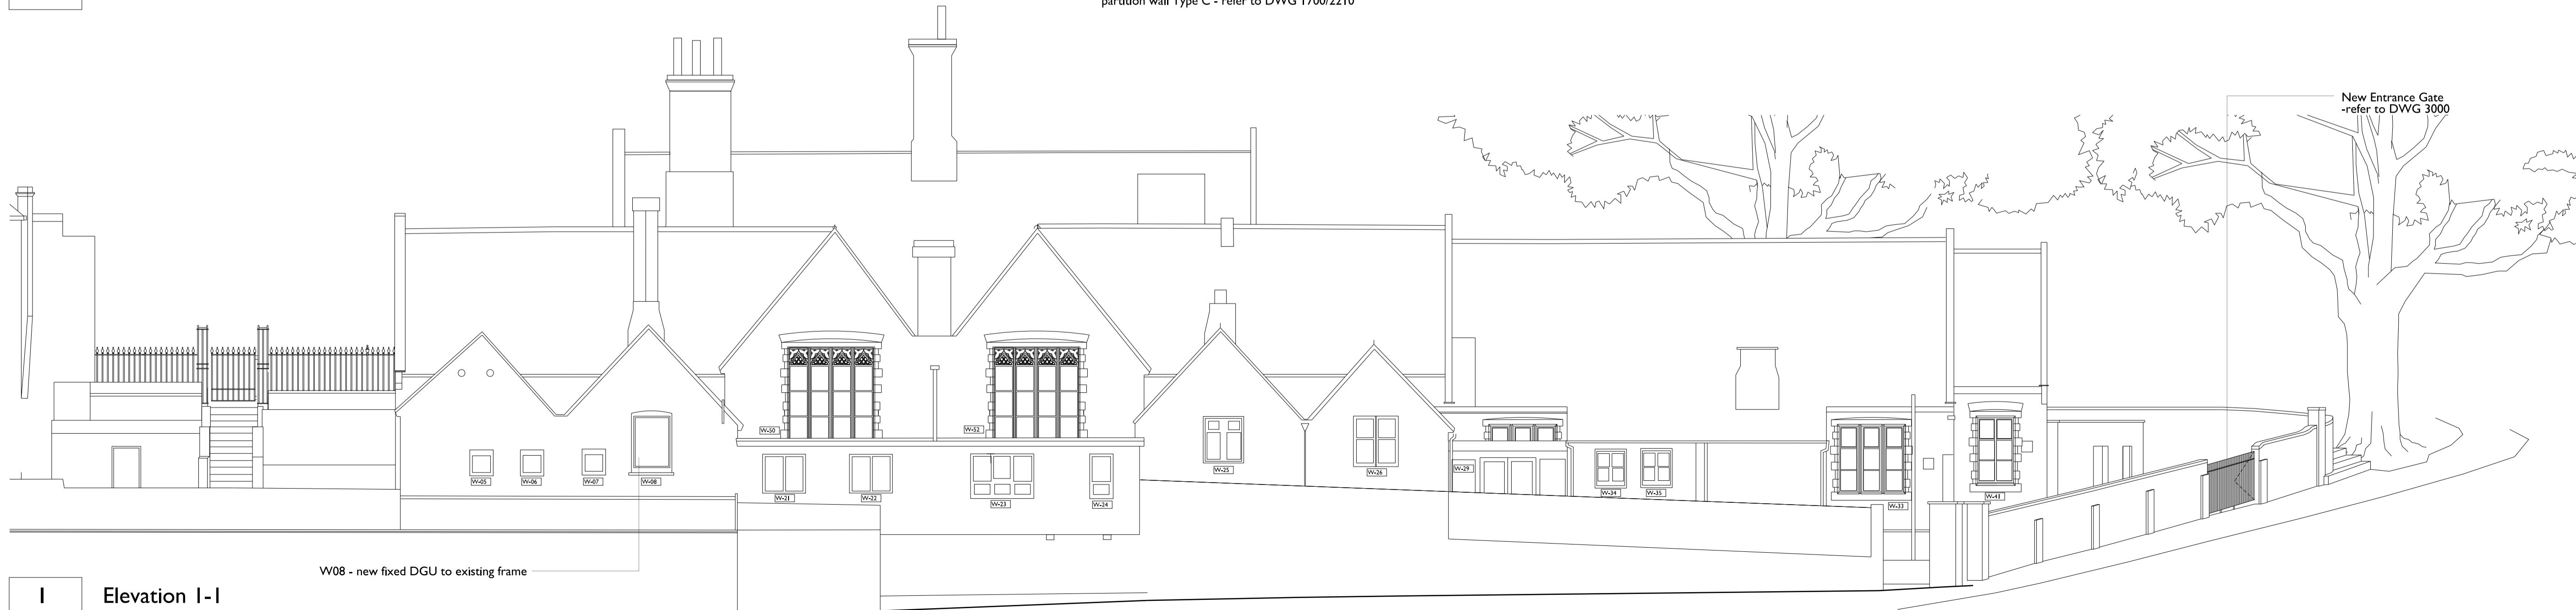 partition wall Type C - refer to DWG 1700/2210
New Entrance Gate
-refer to DWG 3000
W-50
W-52
W-05
W-06
W-07
W-08
W-21
W-22
W-23
W-24
W-25
W-26
W-29
W-34
W-35
W-33
W-41
W08 - new fixed DGU to existing frame
1
Elevation 1-1